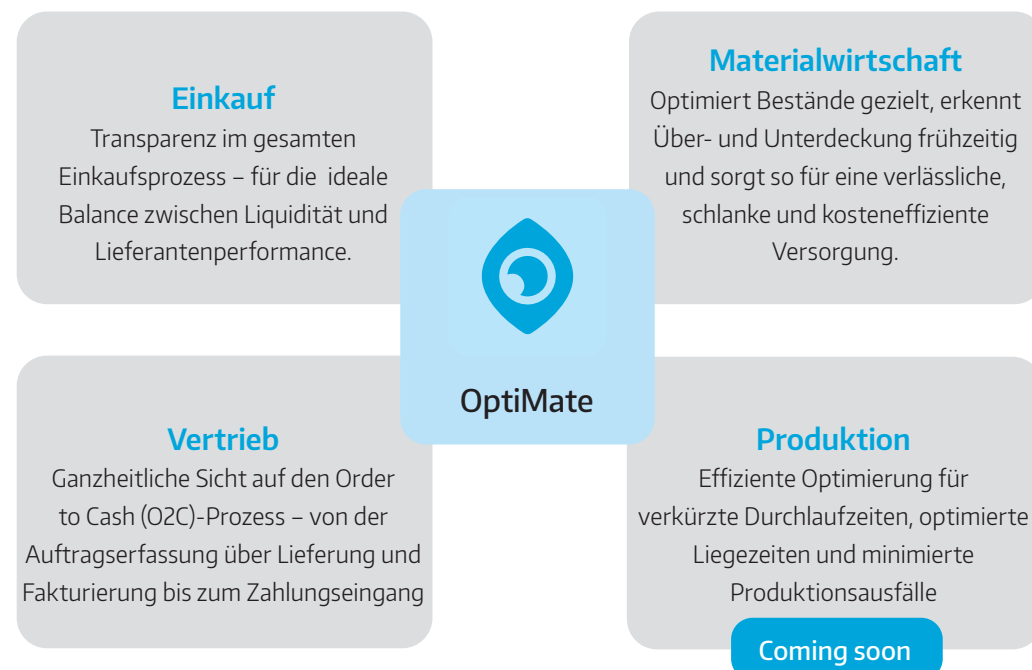 Einkauf
Transparenz im gesamten
Einkaufsprozess – für die ideale
Balance zwischen Liquidität und
Lieferantenperformance.
Materialwirtschaft
Optimiert Bestände gezielt, erkennt
Über- und Unterdeckung frühzeitig
und sorgt so für eine verlässliche,
schlanke und kosteneffiziente
Versorgung.
OptiMate
Vertrieb
Ganzheitliche Sicht auf den Order
to Cash (O2C)-Prozess – von der
Auftragserfassung über Lieferung und
Fakturierung bis zum Zahlungseingang
Produktion
Effiziente Optimierung für
verkürzte Durchlaufzeiten, optimierte
Liegezeiten und minimierte
Produktionsausfälle
Coming soon